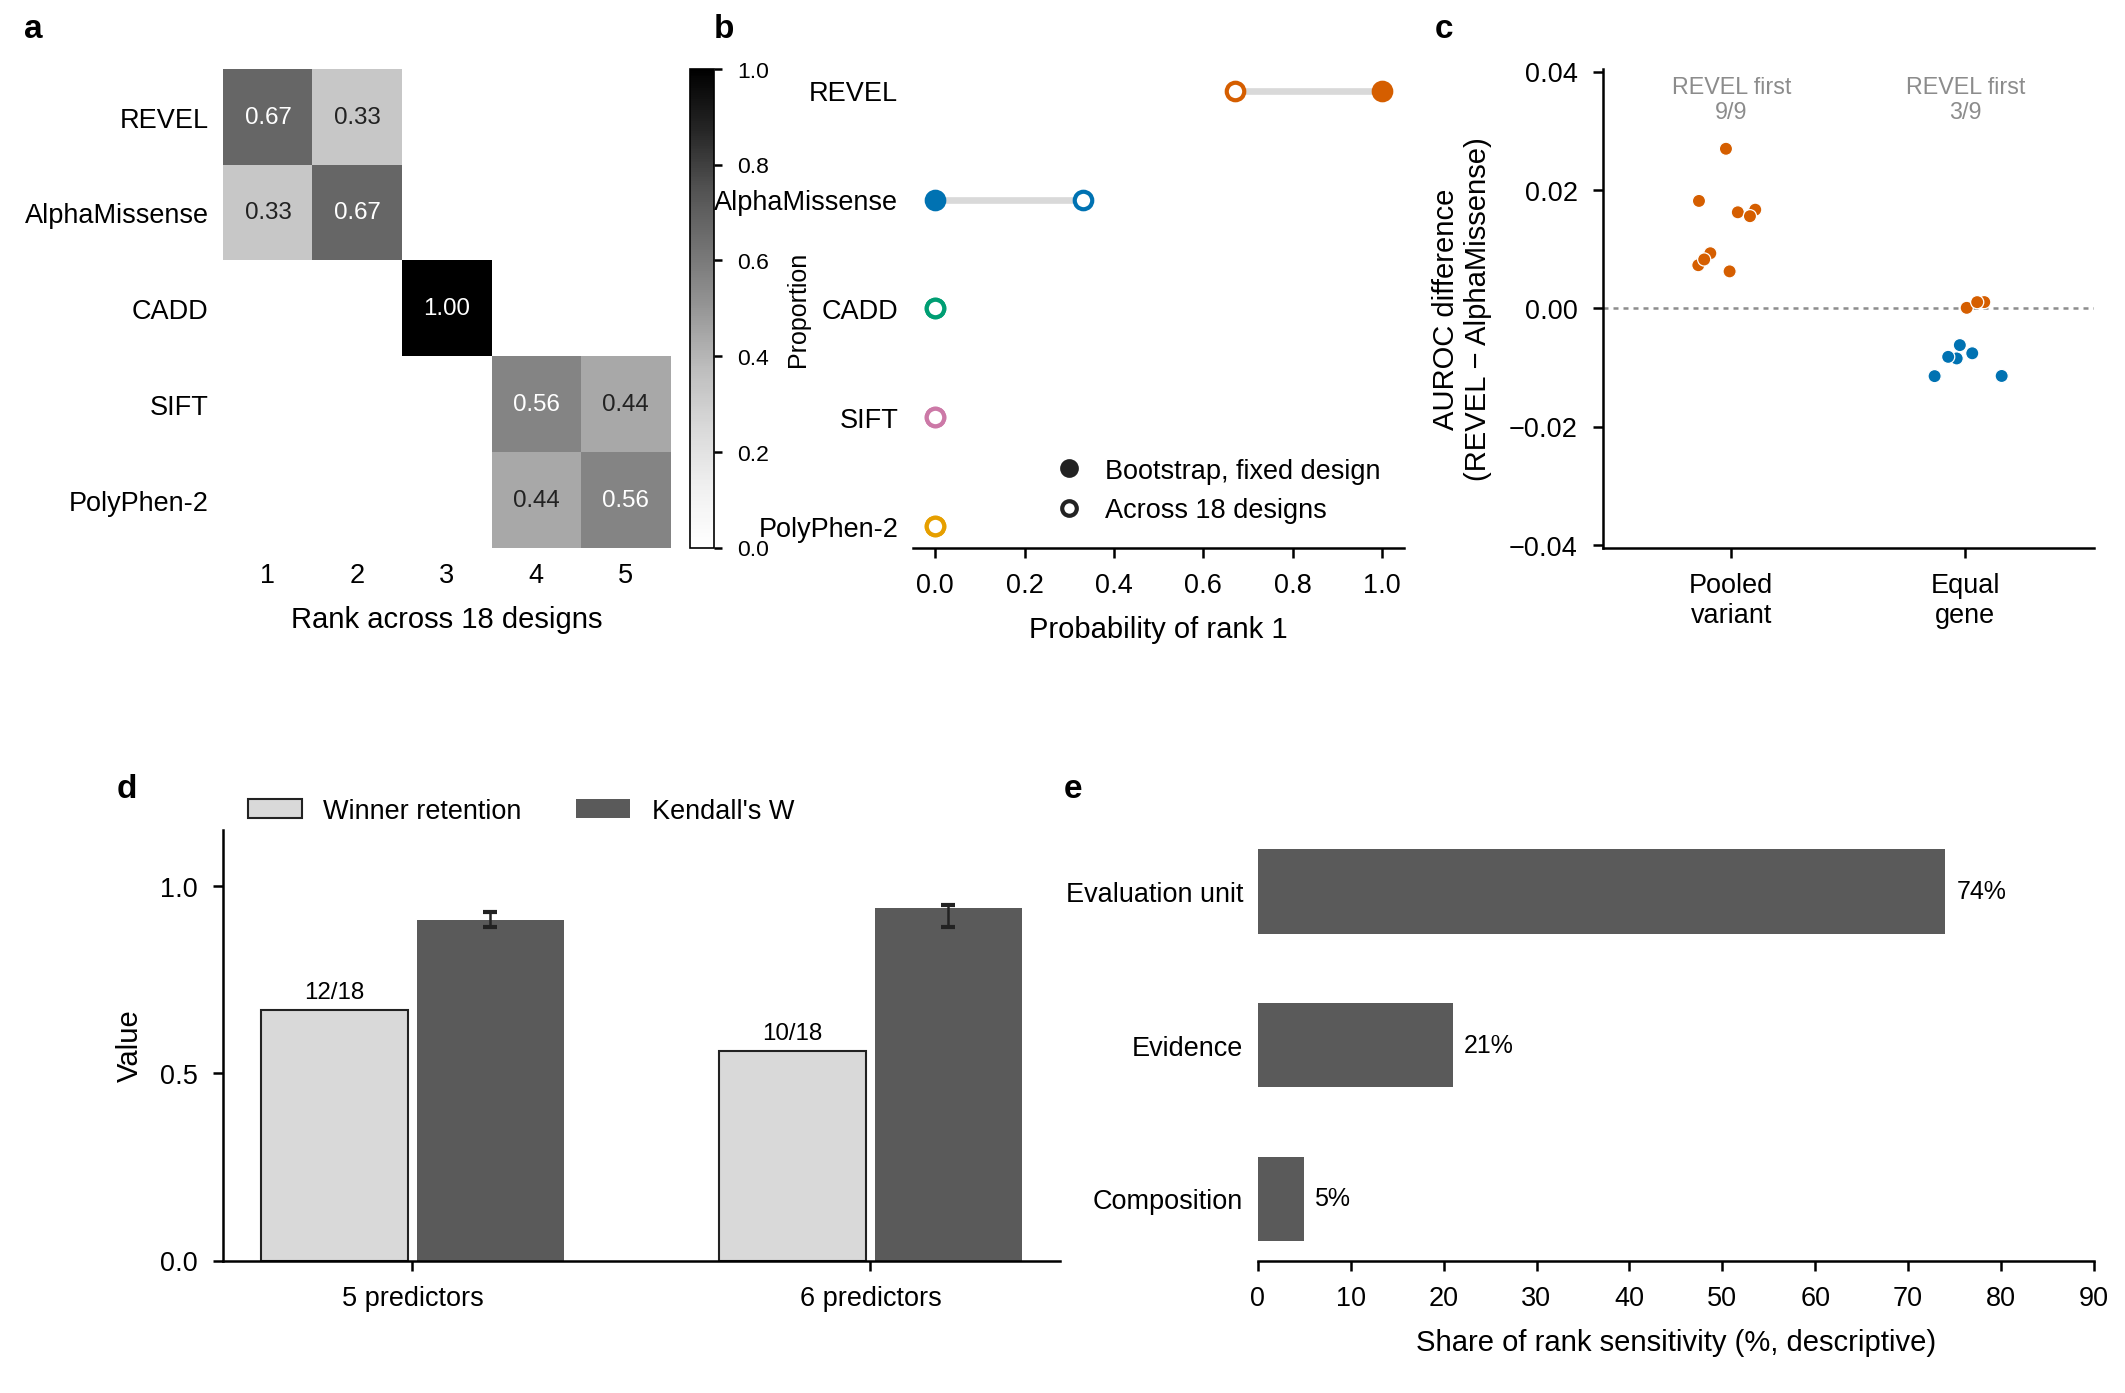 a
REVEL
AlphaMissense
CADD
SIFT
PolyPhen-2
0.67
0.33
0.33
0.67
1.00
0.56
0.44
0.44
0.56
1
2
3
4
5
Rank across 18 designs
1.0
0.8
0.6
0.4
0.2
0.0
Proportion
b
REVEL
AlphaMissense
CADD
SIFT
PolyPhen-2
Bootstrap, fixed design
Across 18 designs
0.0
0.2
0.4
0.6
0.8
1.0
Probability of rank 1
c
AUROC difference
(REVEL − AlphaMissense)
0.04
0.02
0.00
−0.02
−0.04
REVEL first
9/9
REVEL first
3/9
Pooled
variant
Equal
gene
d
Winner retention
Kendall's W
Value
1.0
0.5
0.0
12/18
10/18
5 predictors
6 predictors
e
Evaluation unit
74%
Evidence
21%
Composition
5%
0
10
20
30
40
50
60
70
80
90
Share of rank sensitivity (%, descriptive)